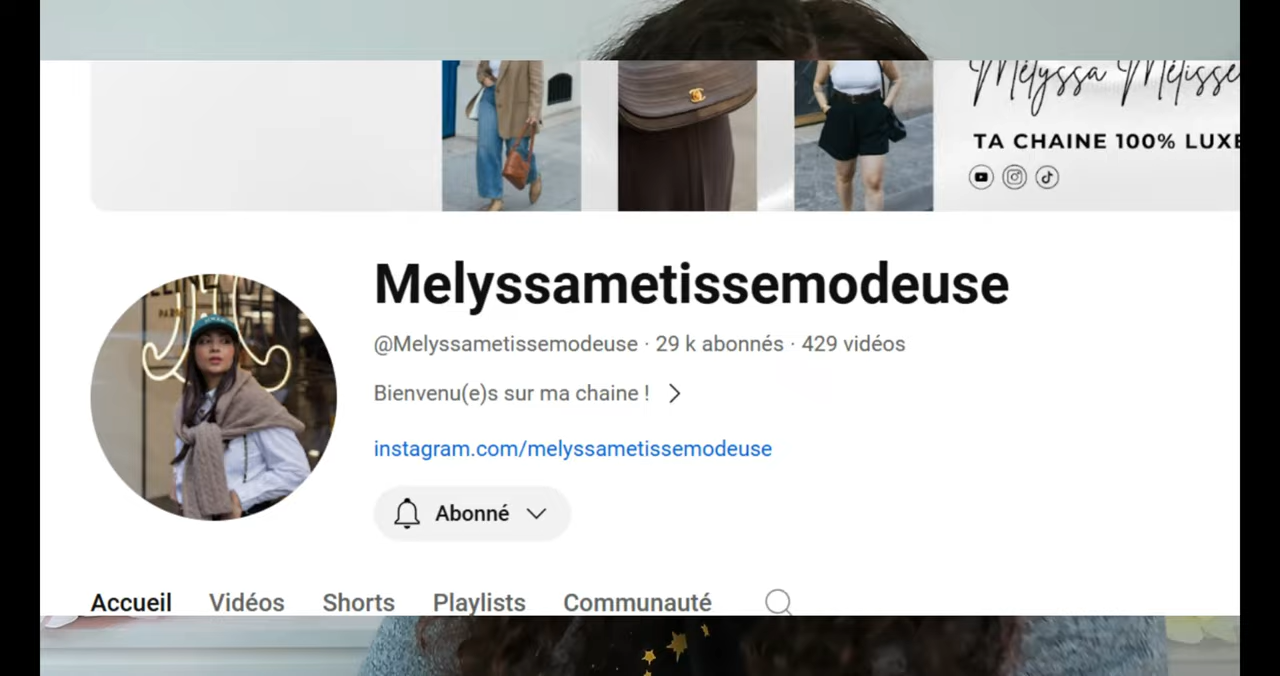 Mélyssa Métisse
TA CHAINE 100% LUXE
Melyssametissemodeuse
@Melyssametissemodeuse · 29 k abonnés · 429 vidéos
Bienvenu(e)s sur ma chaine !
instagram.com/melyssametissemodeuse
Abonné
Accueil Vidéos Shorts Playlists Communauté